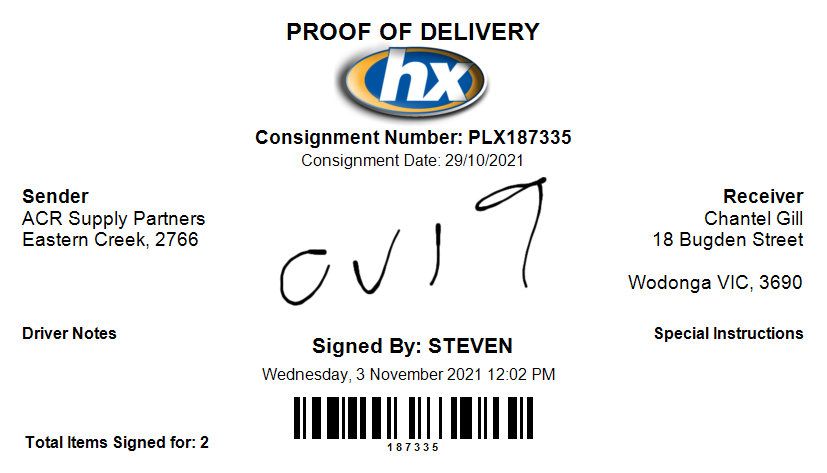 PROOF OF DELIVERY
hx
Consignment Number: PLX187335
Consignment Date: 29/10/2021
Sender
ACR Supply Partners
Eastern Creek, 2766
Receiver
Chantel Gill
18 Bugden Street
Wodonga VIC, 3690
Driver Notes
Special Instructions
Signed By: STEVEN
Wednesday, 3 November 2021 12:02 PM
187335
Total Items Signed for: 2